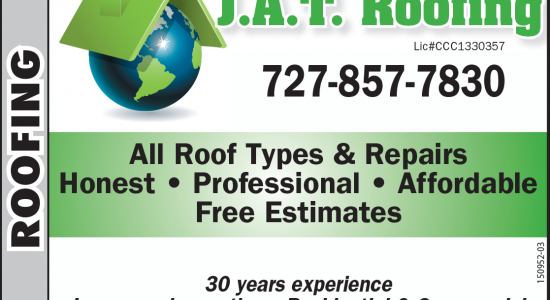 J.A.T. Roofing
Lic#CCC1330357
727-857-7830
ROOFING
All Roof Types & Repairs
Honest • Professional • Affordable
Free Estimates
150952-03
30 years experience